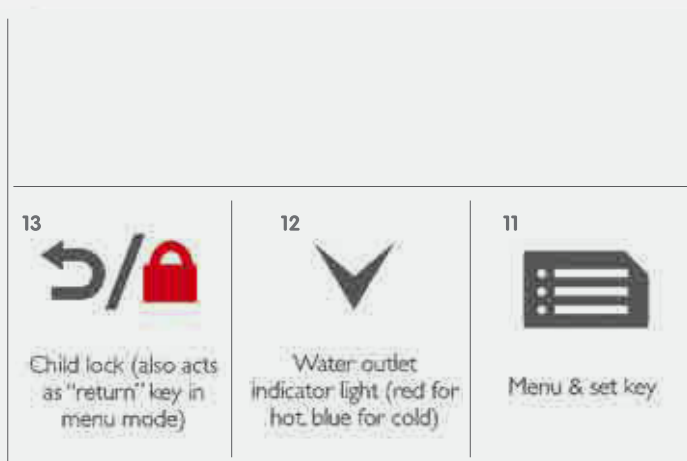 13
Child lock (also acts
as "return" key in
menu mode)
12
Water outlet
indicator light (red for
hot blue for cold)
11
Menu & set key